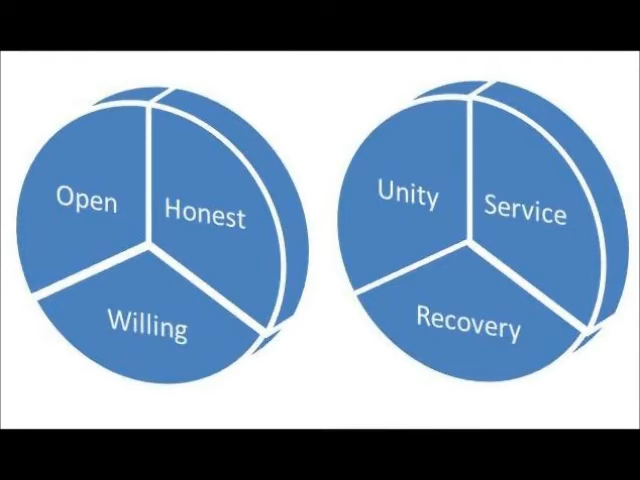 Open
Honest
Willing
Unity
Service
Recovery